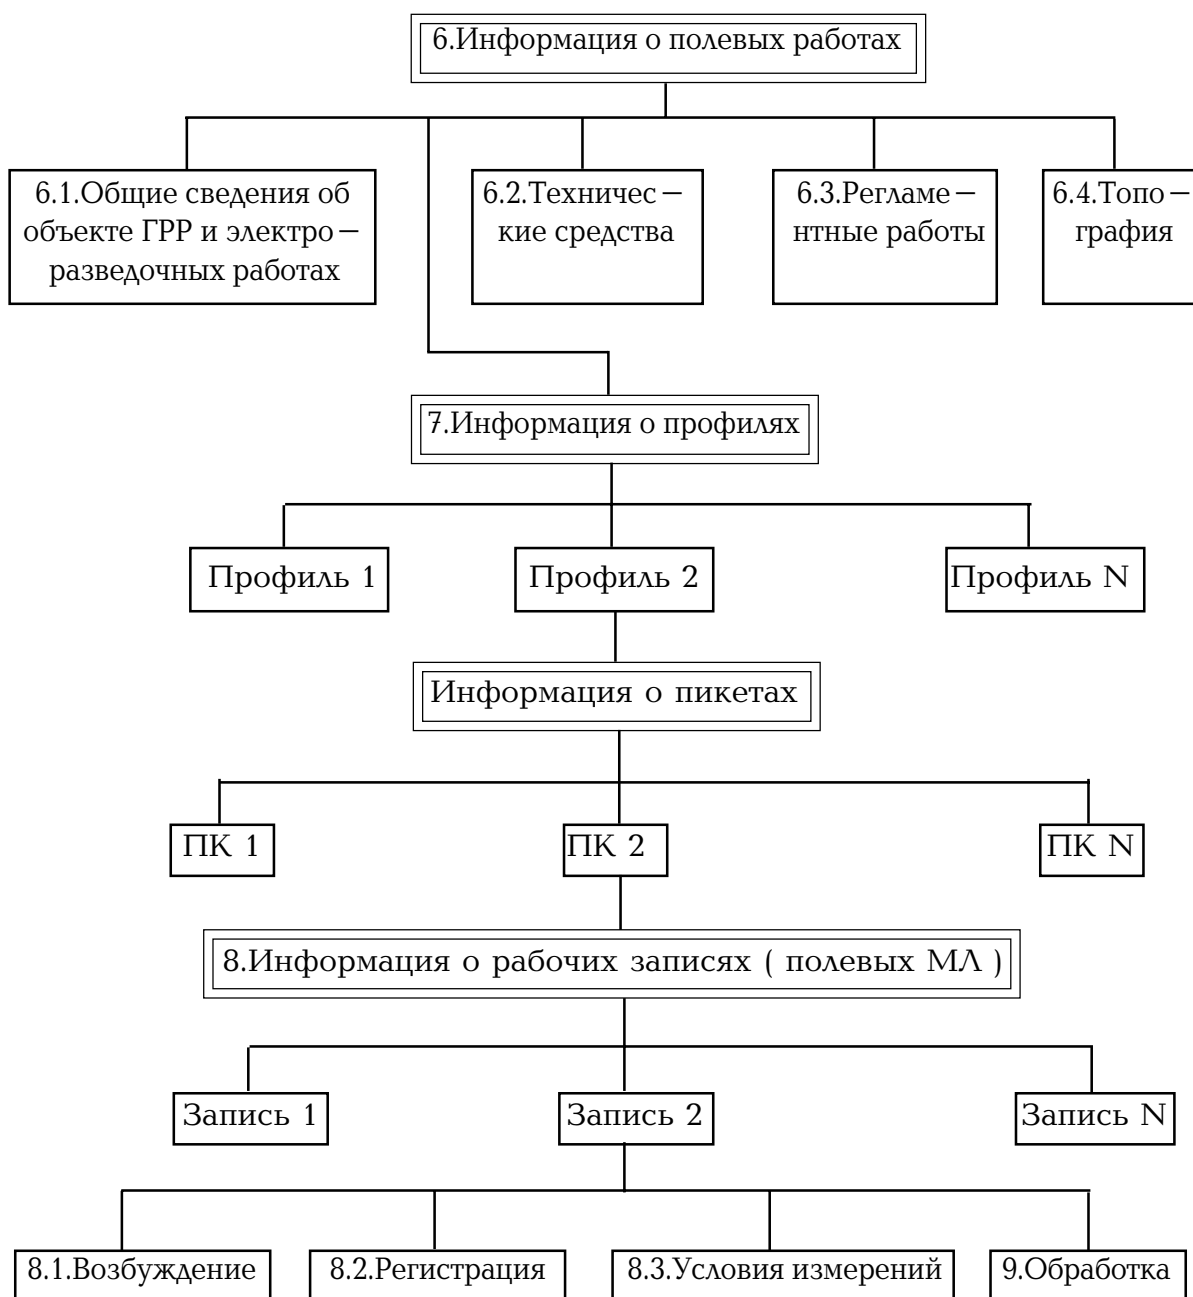 6.Информация о полевых работах
6.1.Общие сведения об
объекте ГРР и электро–
разведочных работах
6.2.Техничес–
кие средства
6.3.Регламе–
нтные работы
6.4.Топо–
графия
7.Информация о профилях
Профиль 1
Профиль 2
Профиль N
Информация о пикетах
ПК 1
ПК 2
ПК N
8.Информация о рабочих записях ( полевых МЛ )
Запись 1
Запись 2
Запись N
8.1.Возбуждение
8.2.Регистрация
8.3.Условия измерений
9.Обработка